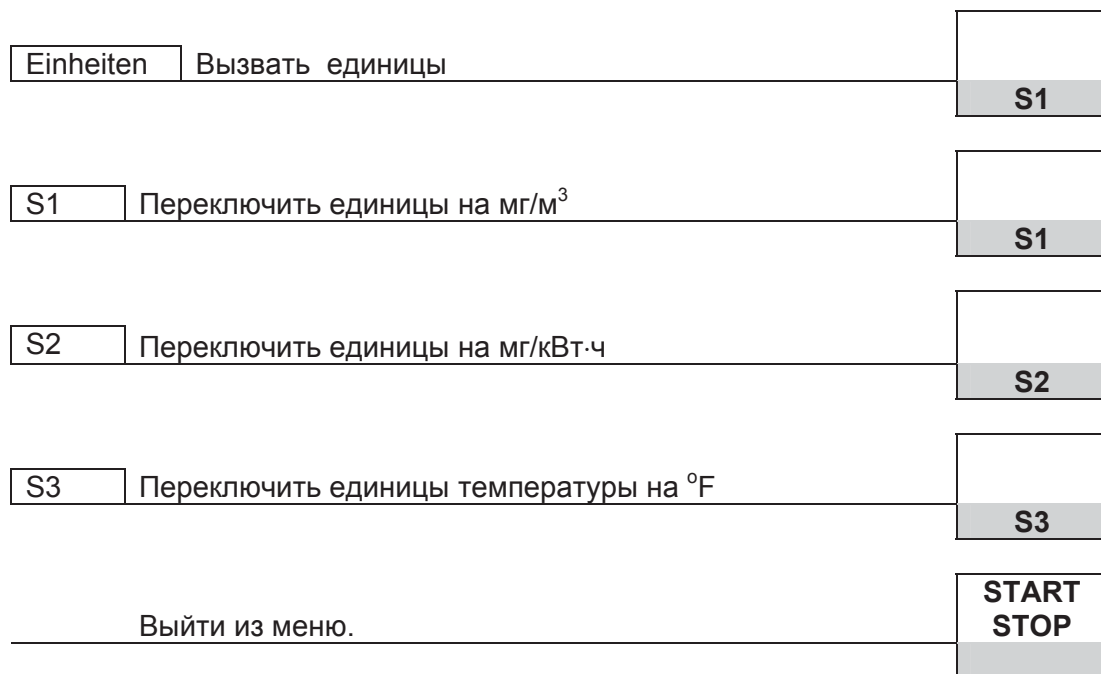 Einheiten Вызвать единицы
S1
S1 Переключить единицы на мг/м³
S1
S2 Переключить единицы на мг/кВт·ч
S2
S3 Переключить единицы температуры на ºF
S3
START
Выйти из меню. STOP